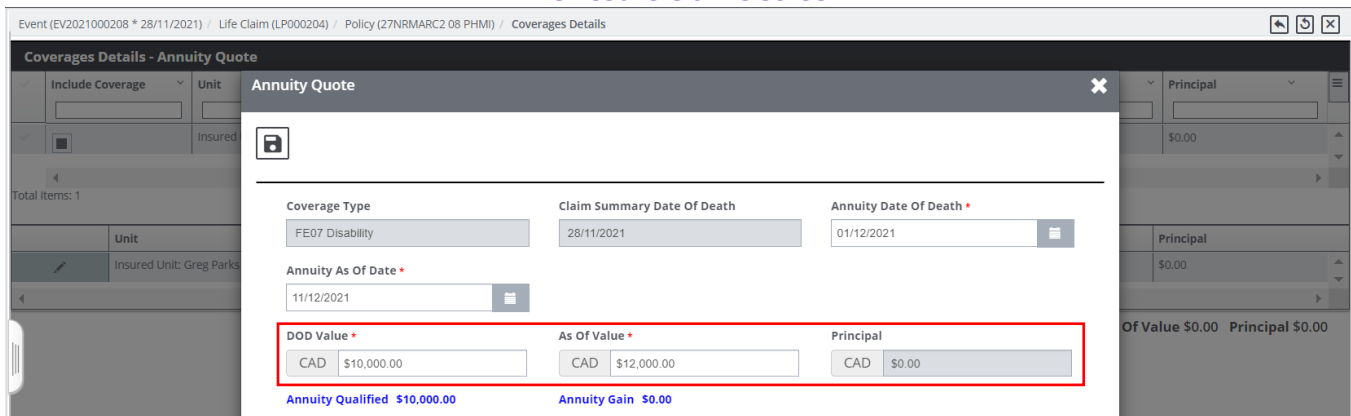 Event (EV2021000208 * 28/11/2021) / Life Claim (LP000204) / Policy (27NRMARC2 08 PHMI) / Coverages Details
Coverages Details - Annuity Quote
Include Coverage Unit Principal
Insured $0.00
Total Items: 1
Unit Principal
Insured Unit: Greg Parks $0.00
Of Value $0.00 Principal $0.00
Annuity Quote
Coverage Type Claim Summary Date Of Death Annuity Date Of Death *
FE07 Disability 28/11/2021 01/12/2021
Annuity As Of Date *
11/12/2021
DOD Value * As Of Value * Principal
CAD $10,000.00 CAD $12,000.00 CAD $0.00
Annuity Qualified $10,000.00 Annuity Gain $0.00